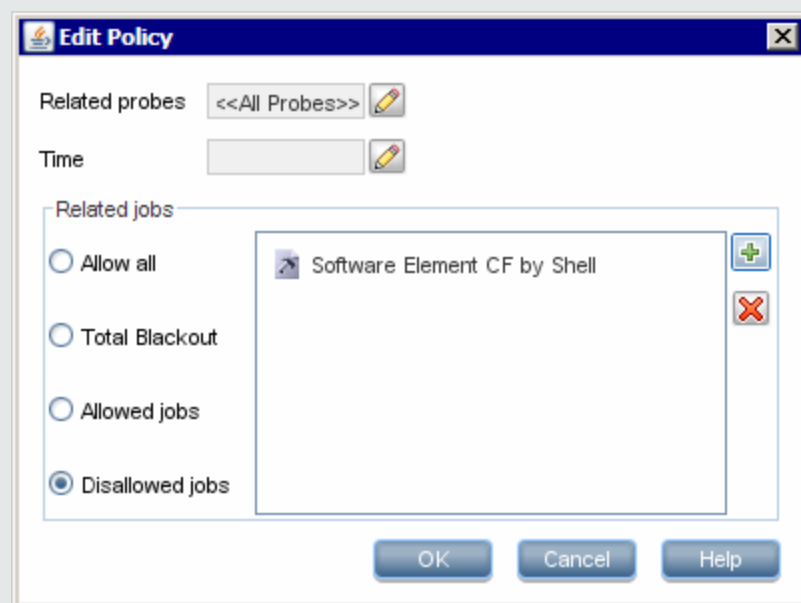 Edit Policy
Related probes <<All Probes>>
Time
Related jobs
Allow all
Software Element CF by Shell
Total Blackout
Allowed jobs
Disallowed jobs
OK Cancel Help